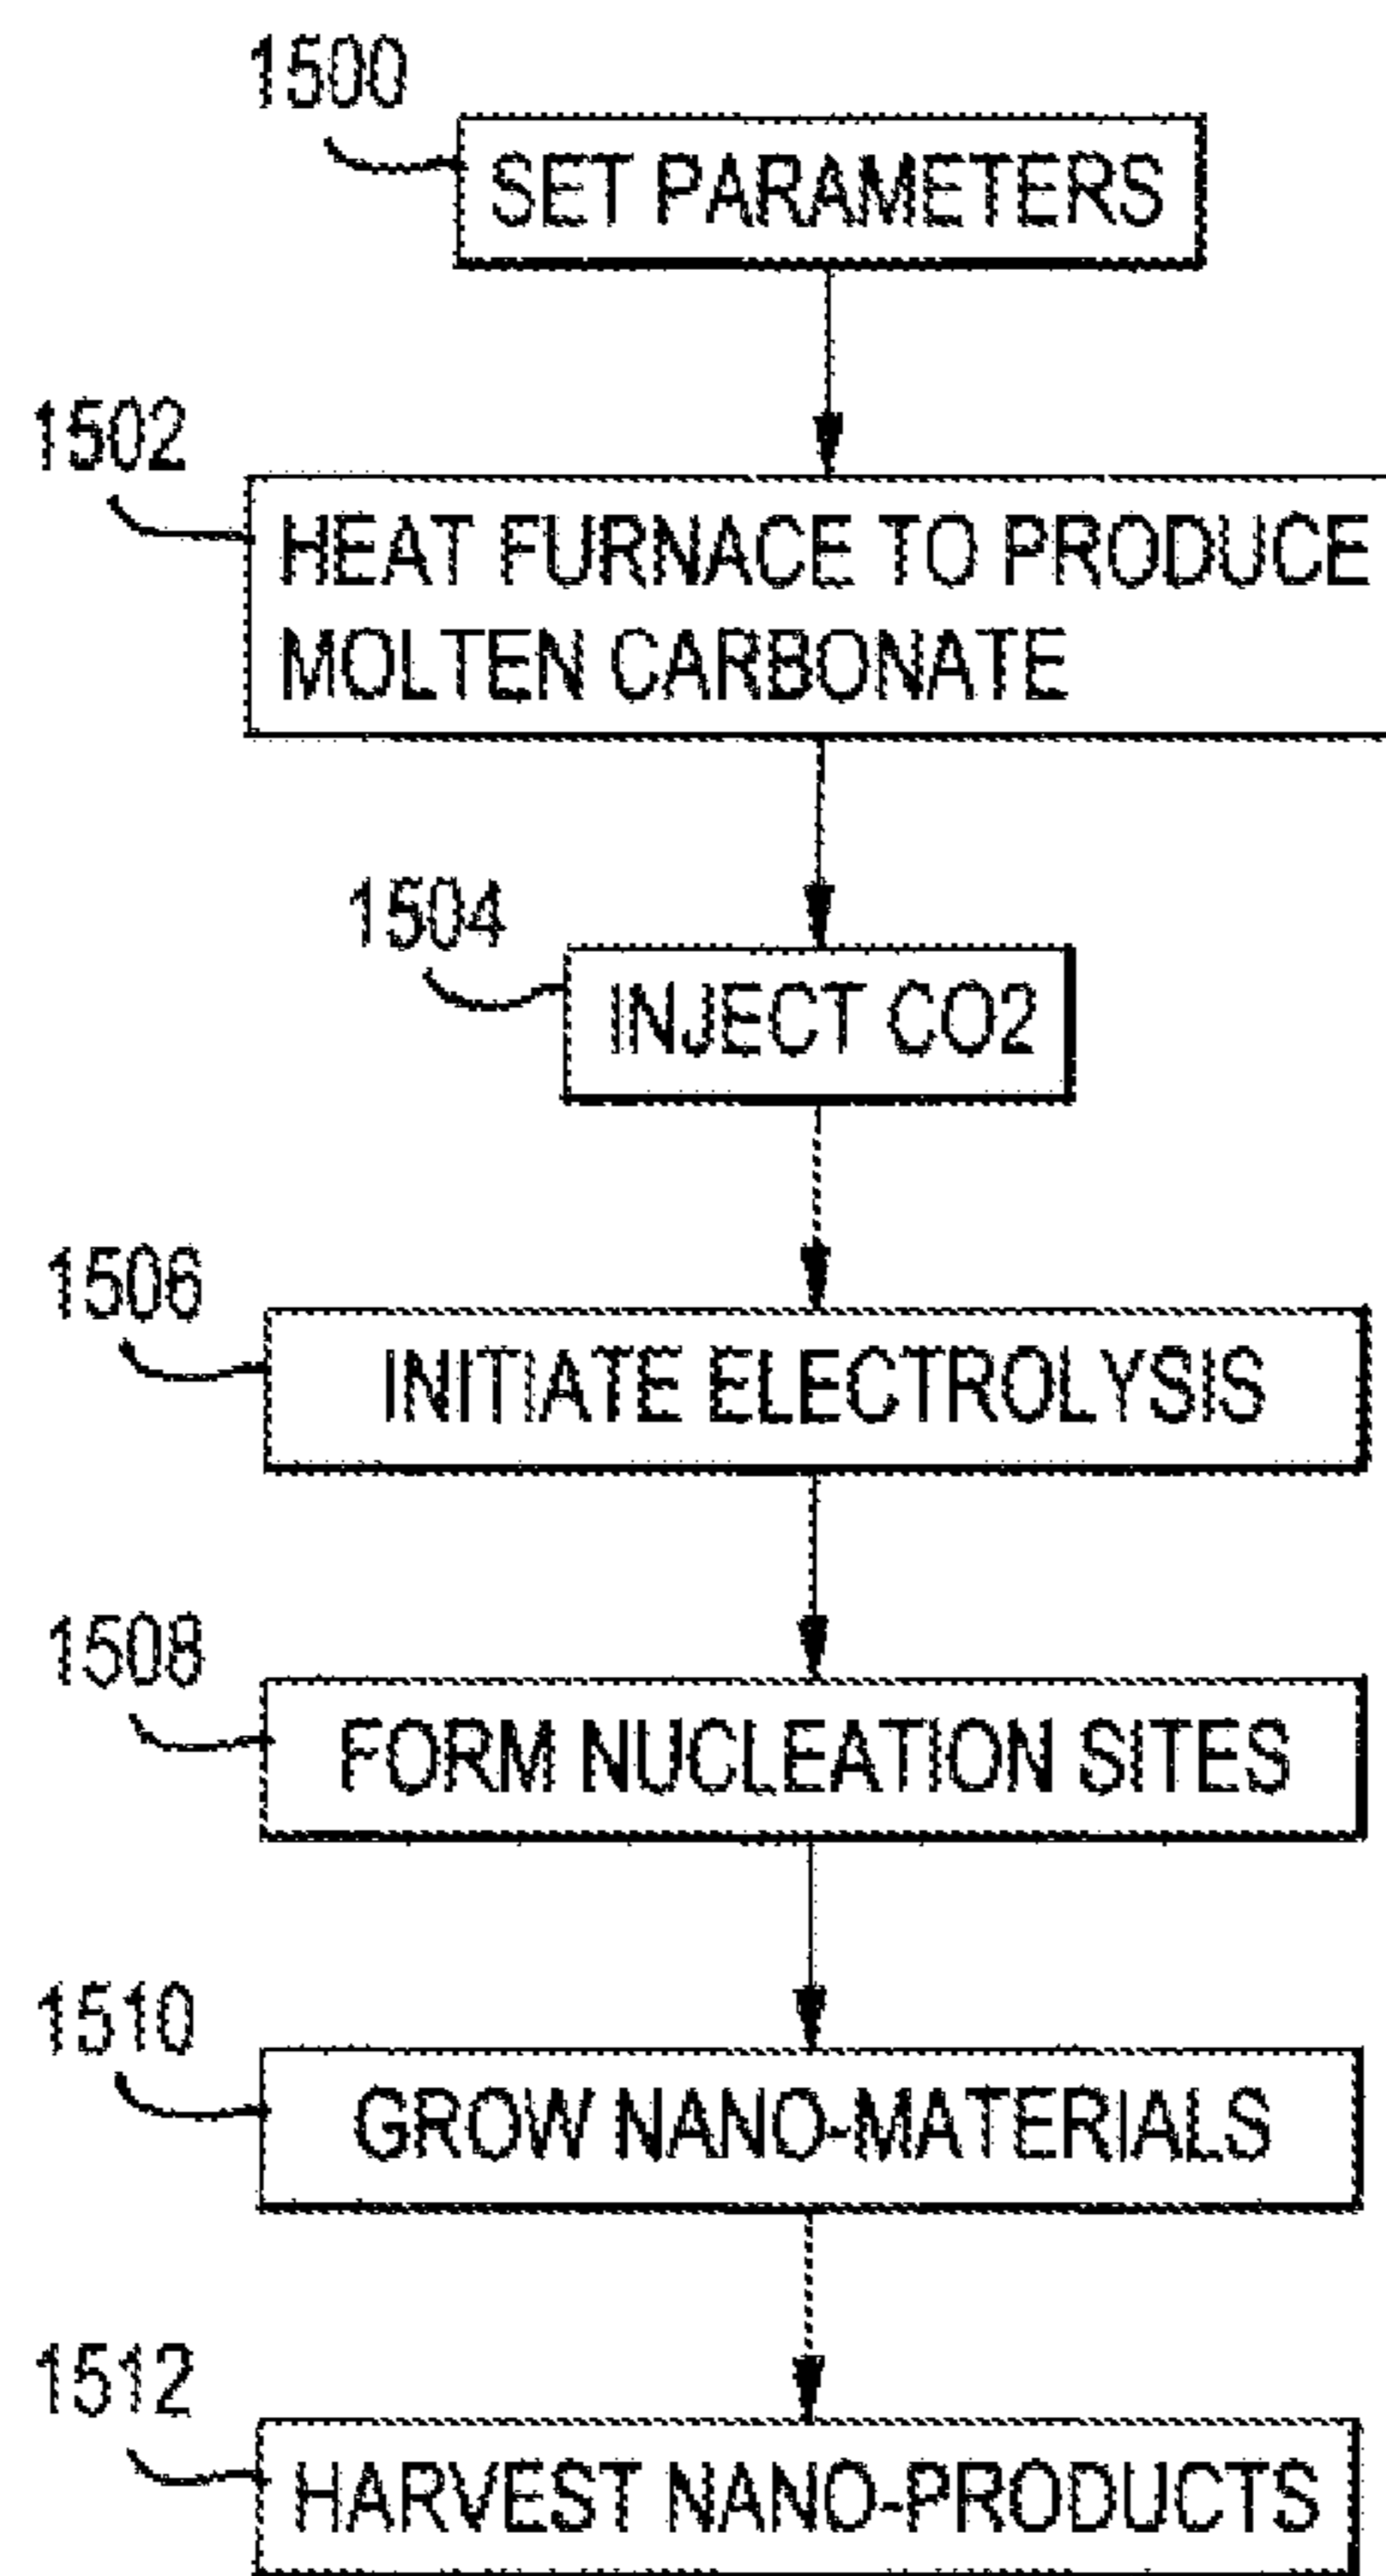 1500
SET PARAMETERS
1502
HEAT FURNACE TO PRODUCE
MOLTEN CARBONATE
1504
INJECT CO2
1506
INITIATE ELECTROLYSIS
1508
FORM NUCLEATION SITES
1510
GROW NANO-MATERIALS
1512
HARVEST NANO-PRODUCTS